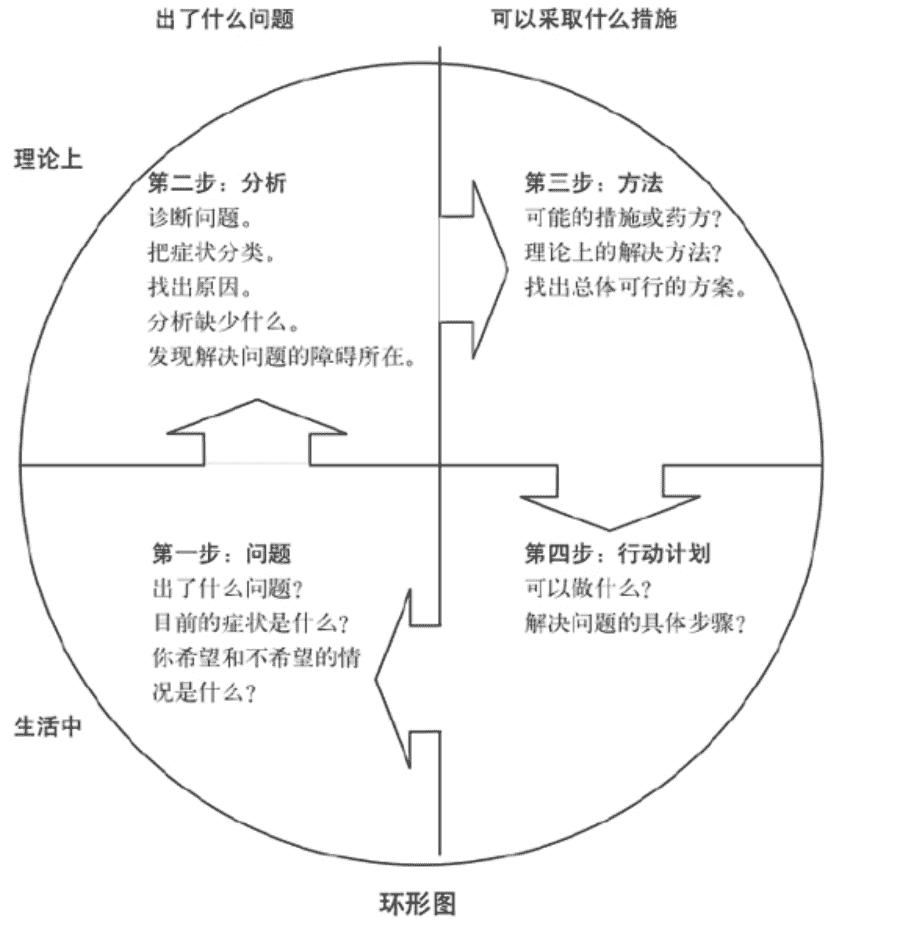 出了什么问题
可以采取什么措施
理论上
第二步：分析
诊断问题。
把症状分类。
找出原因。
分析缺少什么。
发现解决问题的障碍所在。
第三步：方法
可能的措施或药方？
理论上的解决方法？
找出总体可行的方案。
第一步：问题
出了什么问题？
目前的症状是什么？
你希望和不希望的情
况是什么？
第四步：行动计划
可以做什么？
解决问题的具体步骤？
生活中
环形图